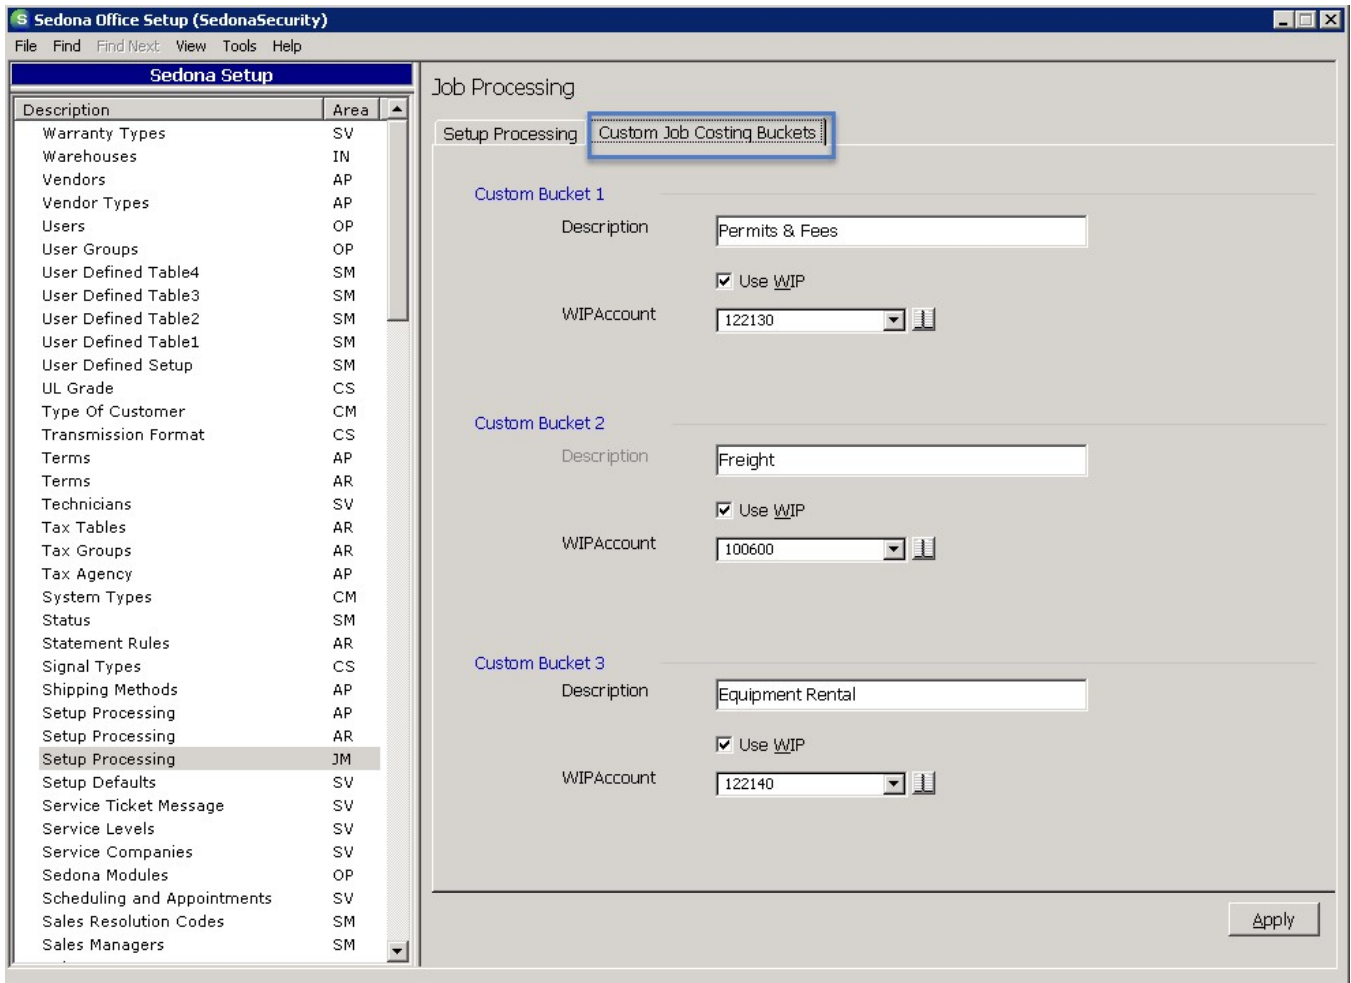 S Sedona Office Setup (SedonaSecurity)
File Find Find Next View Tools Help
Sedona Setup
Description Area
Warranty Types SV
Warehouses IN
Vendors AP
Vendor Types AP
Users OP
User Groups OP
User Defined Table4 SM
User Defined Table3 SM
User Defined Table2 SM
User Defined Table1 SM
User Defined Setup SM
UL Grade CS
Type Of Customer CM
Transmission Format CS
Terms AP
Terms AR
Technicians SV
Tax Tables AR
Tax Groups AR
Tax Agency AP
System Types CM
Status SM
Statement Rules AR
Signal Types CS
Shipping Methods AP
Setup Processing AP
Setup Processing AR
Setup Processing JM
Setup Defaults SV
Service Ticket Message SV
Service Levels SV
Service Companies SV
Sedona Modules OP
Scheduling and Appointments SV
Sales Resolution Codes SM
Sales Managers SM
Job Processing
Setup Processing Custom Job Costing Buckets
Custom Bucket 1
Description Permits & Fees
Use WIP
WIPAccount 122130
Custom Bucket 2
Description Freight
Use WIP
WIPAccount 100600
Custom Bucket 3
Description Equipment Rental
Use WIP
WIPAccount 122140
Apply